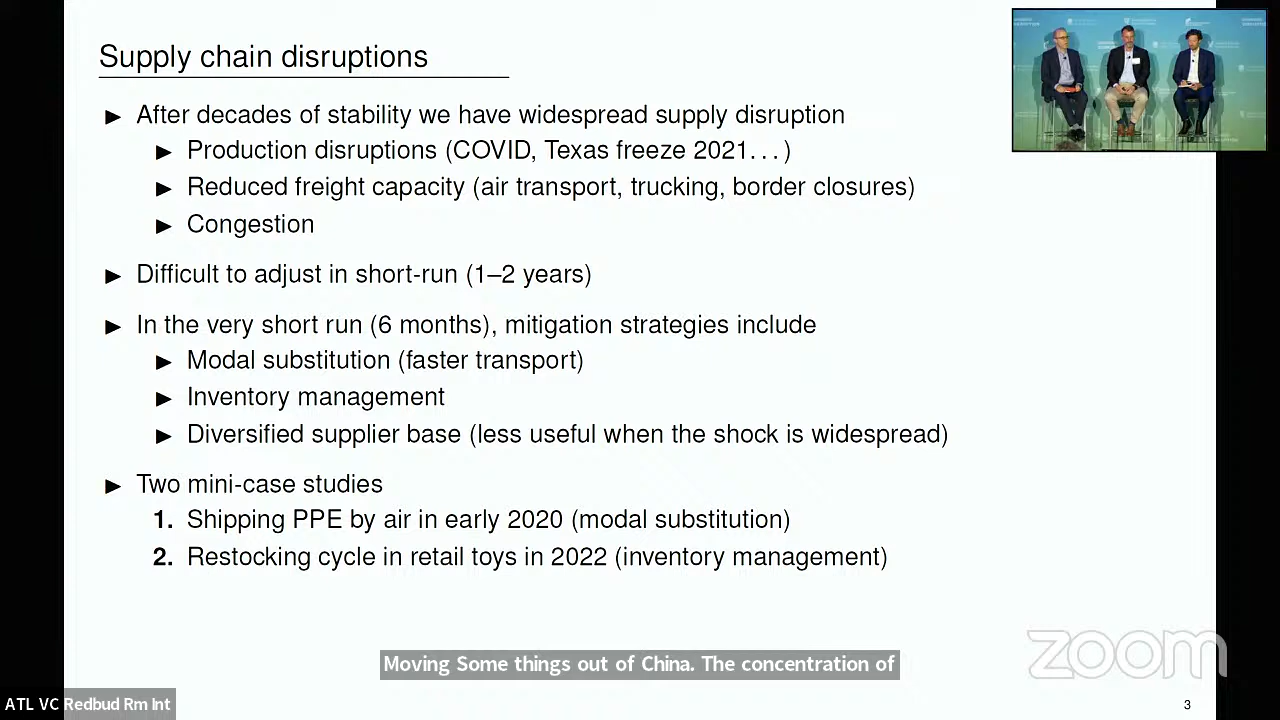 Supply chain disruptions
► After decades of stability we have widespread supply disruption
► Production disruptions (COVID, Texas freeze 2021...)
► Reduced freight capacity (air transport, trucking, border closures)
► Congestion
► Difficult to adjust in short-run (1–2 years)
► In the very short run (6 months), mitigation strategies include
► Modal substitution (faster transport)
► Inventory management
► Diversified supplier base (less useful when the shock is widespread)
► Two mini-case studies
1. Shipping PPE by air in early 2020 (modal substitution)
2. Restocking cycle in retail toys in 2022 (inventory management)
Moving Some things out of China. The concentration of
zoom
ATL VC Redbud Rm Int
3